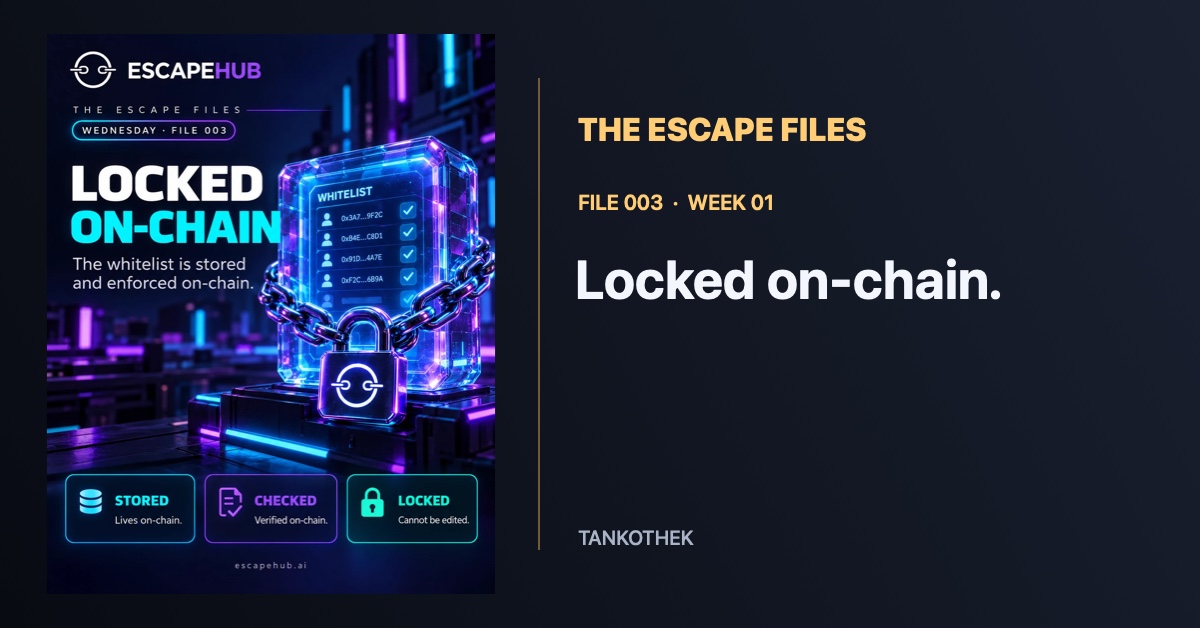 ESCAPEHUB
THE ESCAPE FILES
WEDNESDAY · FILE 003
LOCKED
ON-CHAIN
The whitelist is stored
and enforced on-chain.
WHITELIST
0x3A7...9F2C
0x84E...C8D1
0x91D...4A7E
0xF2C...6B9A
STORED
Lives on-chain.
CHECKED
Verified on-chain.
LOCKED
Cannot be edited.
escapehub.ai
THE ESCAPE FILES
FILE 003 · WEEK 01
Locked on-chain.
TANKOTHEK